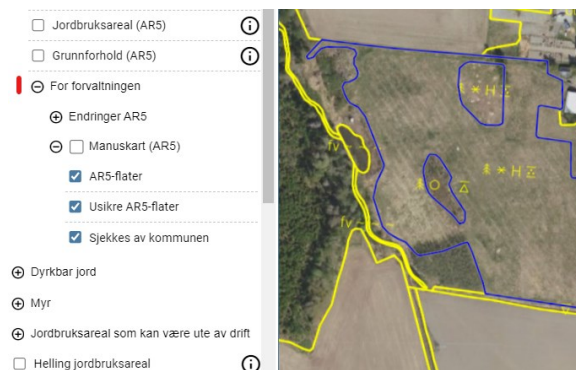 Jordbruksareal (AR5)
Grunnforhold (AR5)
For forvaltningen
Endringer AR5
Manuskart (AR5)
AR5-flater
Usikre AR5-flater
Sjekkes av kommunen
Dyrkbar jord
Myr
Jordbruksareal som kan være ute av drift
Helling jordbruksareal
fv
fv